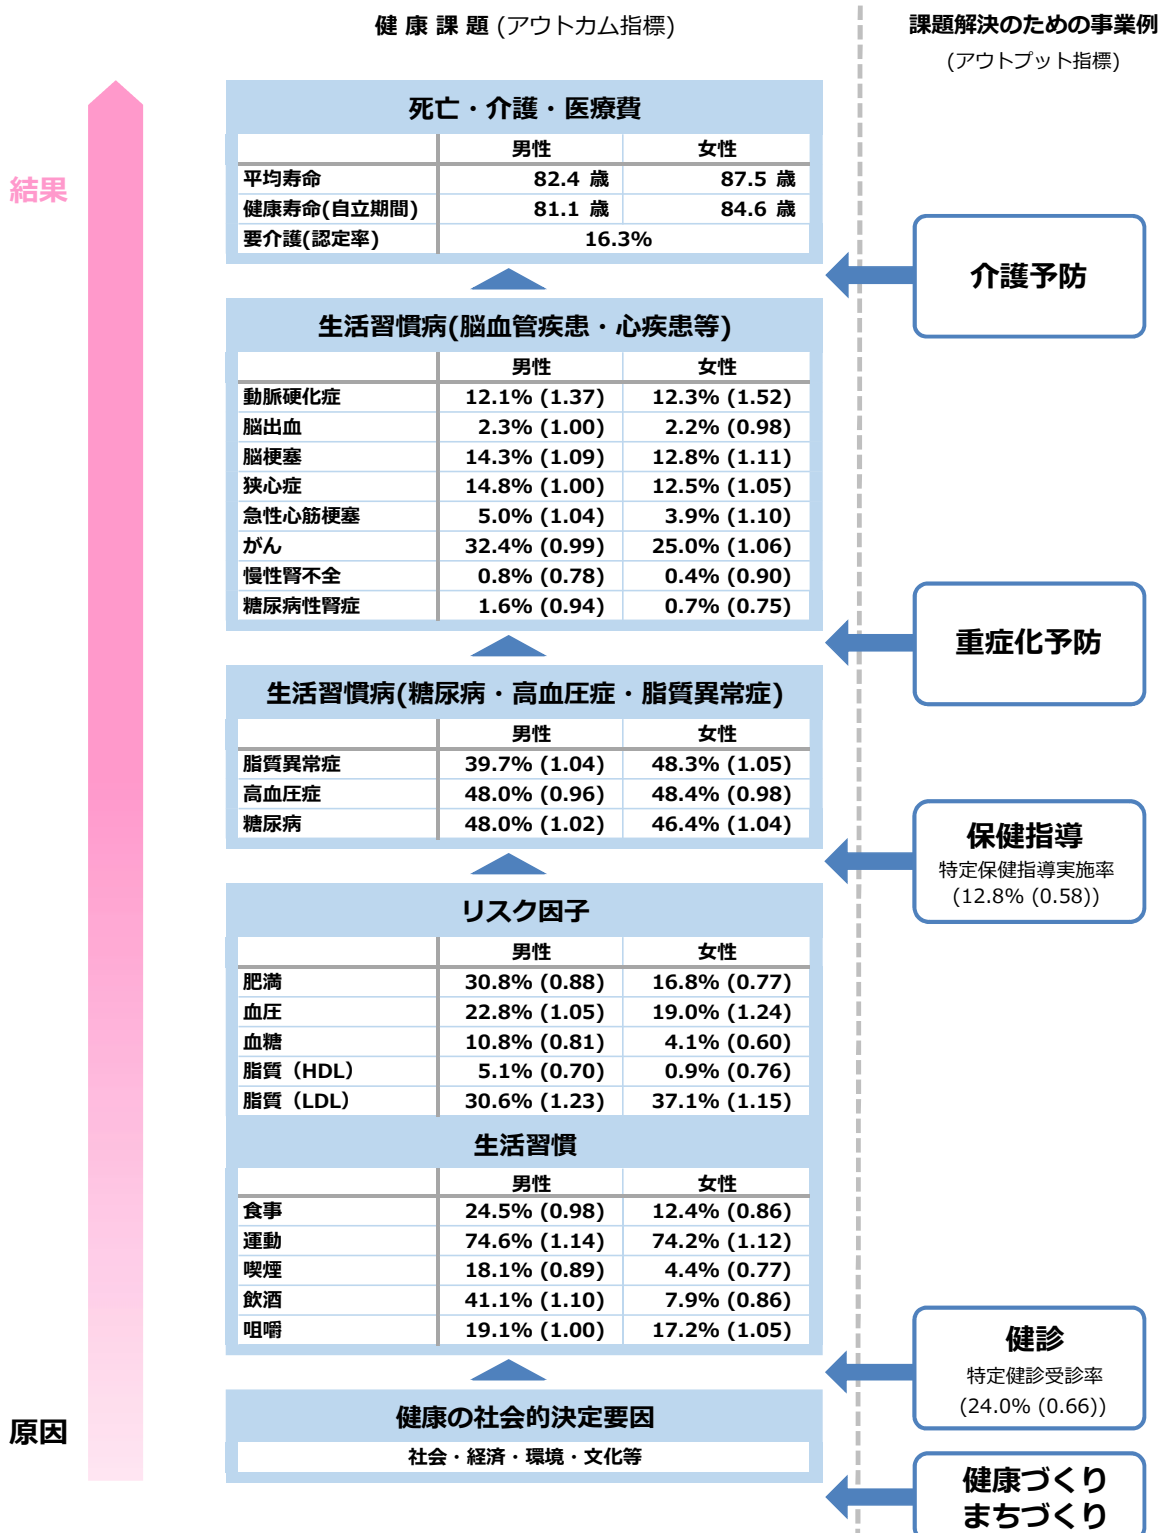 健 康 課 題 (アウトカム指標)
課題解決のための事業例
(アウトプット指標)
結果
原因
死亡・介護・医療費
男性 女性
平均寿命 82.4 歳 87.5 歳
健康寿命(自立期間) 81.1 歳 84.6 歳
要介護(認定率) 16.3%
介護予防
生活習慣病(脳血管疾患・心疾患等)
男性 女性
動脈硬化症 12.1% (1.37) 12.3% (1.52)
脳出血 2.3% (1.00) 2.2% (0.98)
脳梗塞 14.3% (1.09) 12.8% (1.11)
狭心症 14.8% (1.00) 12.5% (1.05)
急性心筋梗塞 5.0% (1.04) 3.9% (1.10)
がん 32.4% (0.99) 25.0% (1.06)
慢性腎不全 0.8% (0.78) 0.4% (0.90)
糖尿病性腎症 1.6% (0.94) 0.7% (0.75)
重症化予防
生活習慣病(糖尿病・高血圧症・脂質異常症)
男性 女性
脂質異常症 39.7% (1.04) 48.3% (1.05)
高血圧症 48.0% (0.96) 48.4% (0.98)
糖尿病 48.0% (1.02) 46.4% (1.04)
保健指導
特定保健指導実施率
(12.8% (0.58))
リスク因子
男性 女性
肥満 30.8% (0.88) 16.8% (0.77)
血圧 22.8% (1.05) 19.0% (1.24)
血糖 10.8% (0.81) 4.1% (0.60)
脂質（HDL） 5.1% (0.70) 0.9% (0.76)
脂質（LDL） 30.6% (1.23) 37.1% (1.15)
生活習慣
男性 女性
食事 24.5% (0.98) 12.4% (0.86)
運動 74.6% (1.14) 74.2% (1.12)
喫煙 18.1% (0.89) 4.4% (0.77)
飲酒 41.1% (1.10) 7.9% (0.86)
咀嚼 19.1% (1.00) 17.2% (1.05)
健診
特定健診受診率
(24.0% (0.66))
健康の社会的決定要因
社会・経済・環境・文化等
健康づくり
まちづくり